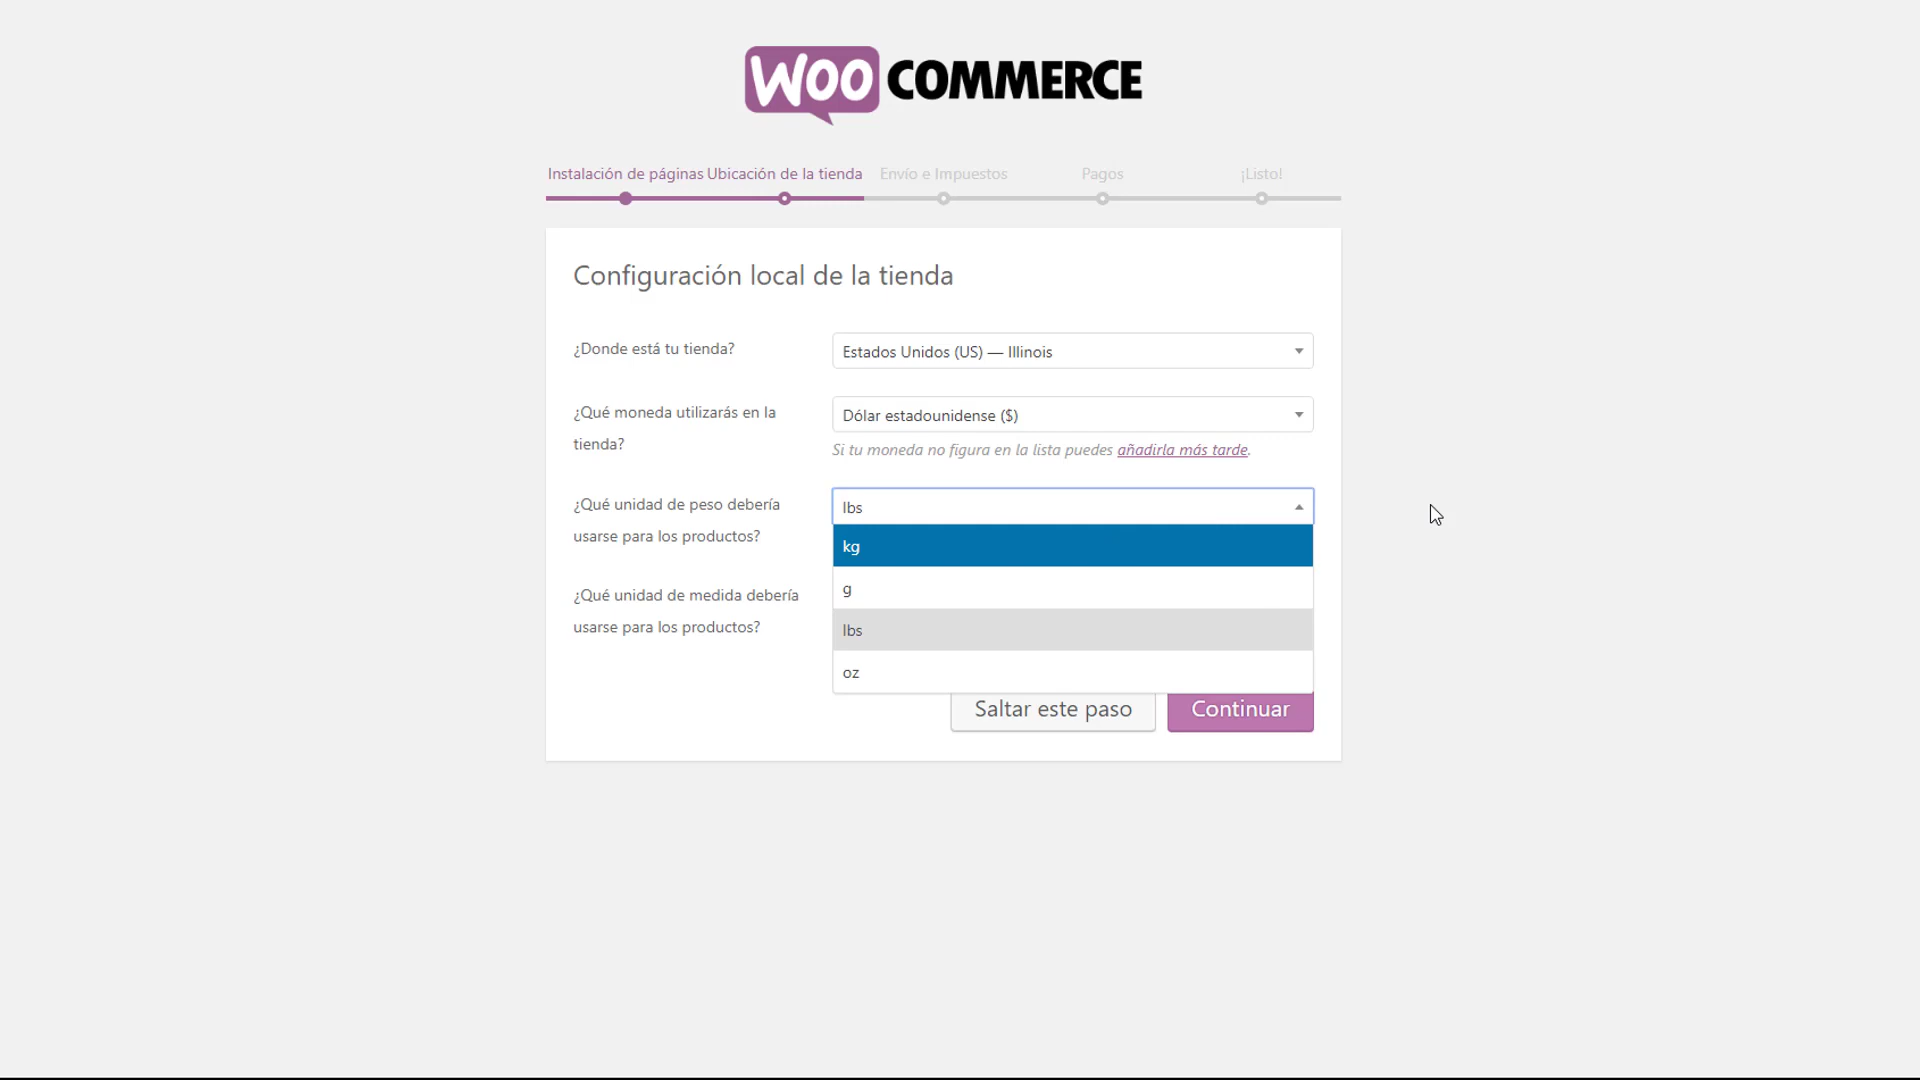 WOO COMMERCE
Instalación de páginas Ubicación de la tienda Envío e Impuestos Pagos ¡Listo!
Configuración local de la tienda
¿Donde está tu tienda? Estados Unidos (US) — Illinois
¿Qué moneda utilizarás en la
tienda?
Dólar estadounidense ($)
Si tu moneda no figura en la lista puedes añadirla más tarde.
¿Qué unidad de peso debería
usarse para los productos?
lbs
kg
g
lbs
oz
¿Qué unidad de medida debería
usarse para los productos?
Saltar este paso Continuar